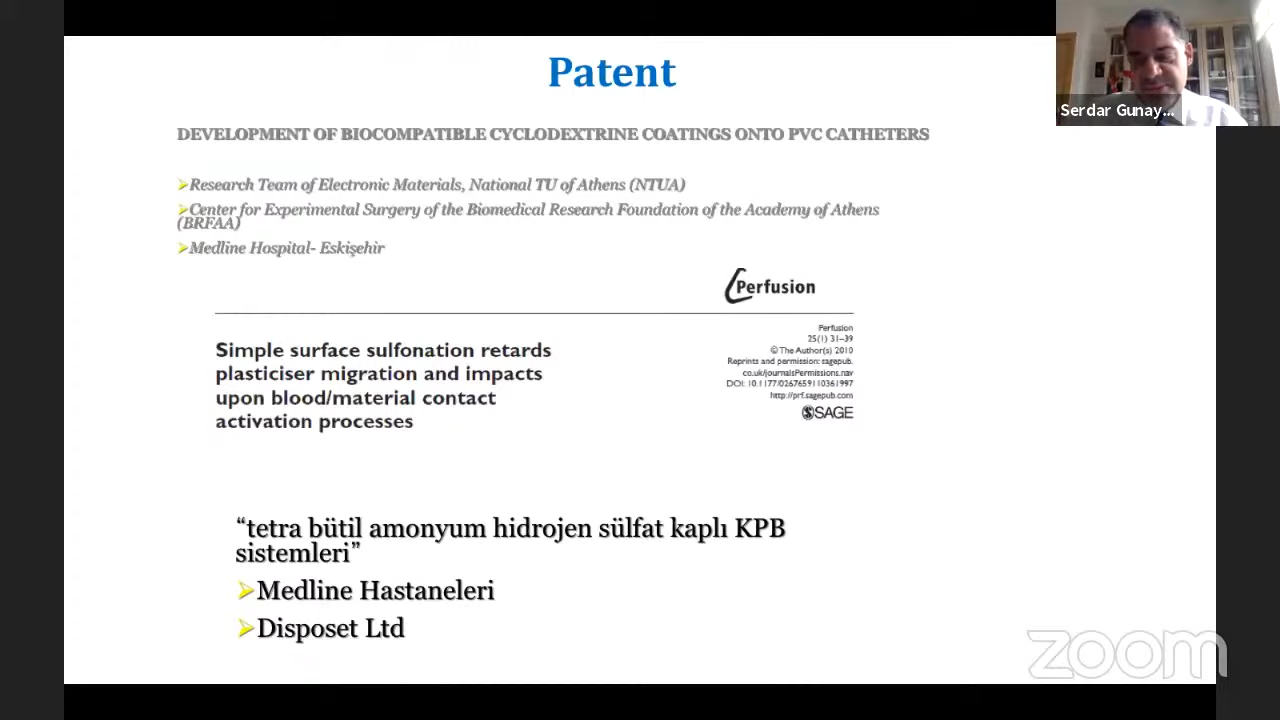 Patent
DEVELOPMENT OF BIOCOMPATIBLE CYCLODEXTRINE COATINGS ONTO PVC CATHETERS
Research Team of Electronic Materials, National TU of Athens (NTUA)
Center for Experimental Surgery of the Biomedical Research Foundation of the Academy of Athens
(BRFAA)
Medline Hospital- Eskişehir
Perfusion
Perfusion
25(1) 31–39
© The Author(s) 2010
Reprints and permission: sagepub.
co.uk/journalsPermissions.nav
DOI: 10.1177/0267659110361997
http://prf.sagepub.com
SAGE
Simple surface sulfonation retards
plasticiser migration and impacts
upon blood/material contact
activation processes
“tetra bütil amonyum hidrojen sülfat kaplı KPB
sistemleri”
Medline Hastaneleri
Disposet Ltd
Serdar Gunay...
zoom